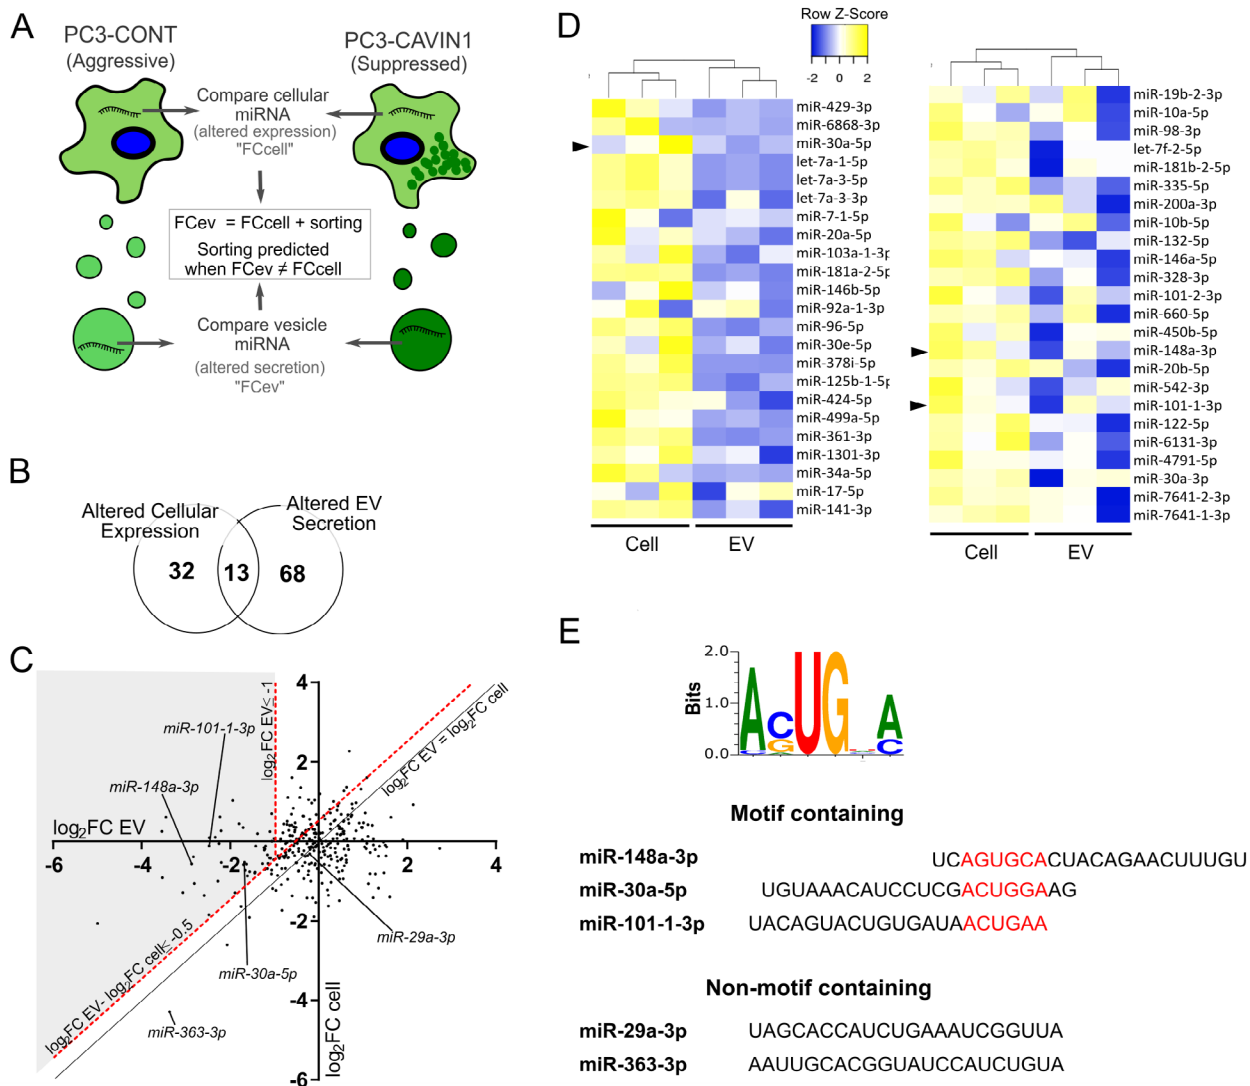 A
PC3-CONT
(Aggressive)
PC3-CAVIN1
(Suppressed)
Compare cellular
miRNA
(altered expression)
"FCcell"
FCev = FCcell + sorting
Sorting predicted
when FCev ≠ FCcell
Compare vesicle
miRNA
(altered secretion)
"FCev"
B
Altered Cellular
Expression
Altered EV
Secretion
32
13
68
C
log2FC EV
log2FC cell
log2FC EV≤ -1
log2FC EV = log2FC cell
log2FC EV- log2FC cell≤ -0.5
miR-101-1-3p
miR-148a-3p
miR-29a-3p
miR-30a-5p
miR-363-3p
4
2
-2
-4
-6
-6
-4
-2
0
2
4
D
Row Z-Score
-2
0
2
miR-429-3p
miR-6868-3p
miR-30a-5p
let-7a-1-5p
let-7a-3-5p
let-7a-3-3p
miR-7-1-5p
miR-20a-5p
miR-103a-1-3p
miR-181a-2-5p
miR-146b-5p
miR-92a-1-3p
miR-96-5p
miR-30e-5p
miR-378i-5p
miR-125b-1-5p
miR-424-5p
miR-499a-5p
miR-361-3p
miR-1301-3p
miR-34a-5p
miR-17-5p
miR-141-3p
Cell
EV
miR-19b-2-3p
miR-10a-5p
miR-98-3p
let-7f-2-5p
miR-181b-2-5p
miR-335-5p
miR-200a-3p
miR-10b-5p
miR-132-5p
miR-146a-5p
miR-328-3p
miR-101-2-3p
miR-660-5p
miR-450b-5p
miR-148a-3p
miR-20b-5p
miR-542-3p
miR-101-1-3p
miR-122-5p
miR-6131-3p
miR-4791-5p
miR-30a-3p
miR-7641-2-3p
miR-7641-1-3p
Cell
EV
E
Bits
2.0
1.0
0.0
A C U G A
G C
Motif containing
miR-148a-3p UCAGUGCACUACAGAACUUUGU
miR-30a-5p UGUAAACAUCCUCGACUGGAAG
miR-101-1-3p UACAGUACUGUGAUAACUGAA
Non-motif containing
miR-29a-3p UAGCACCAUCUGAAAUCGGUUA
miR-363-3p AAUUGCACGGUAUCCAUCUGUA